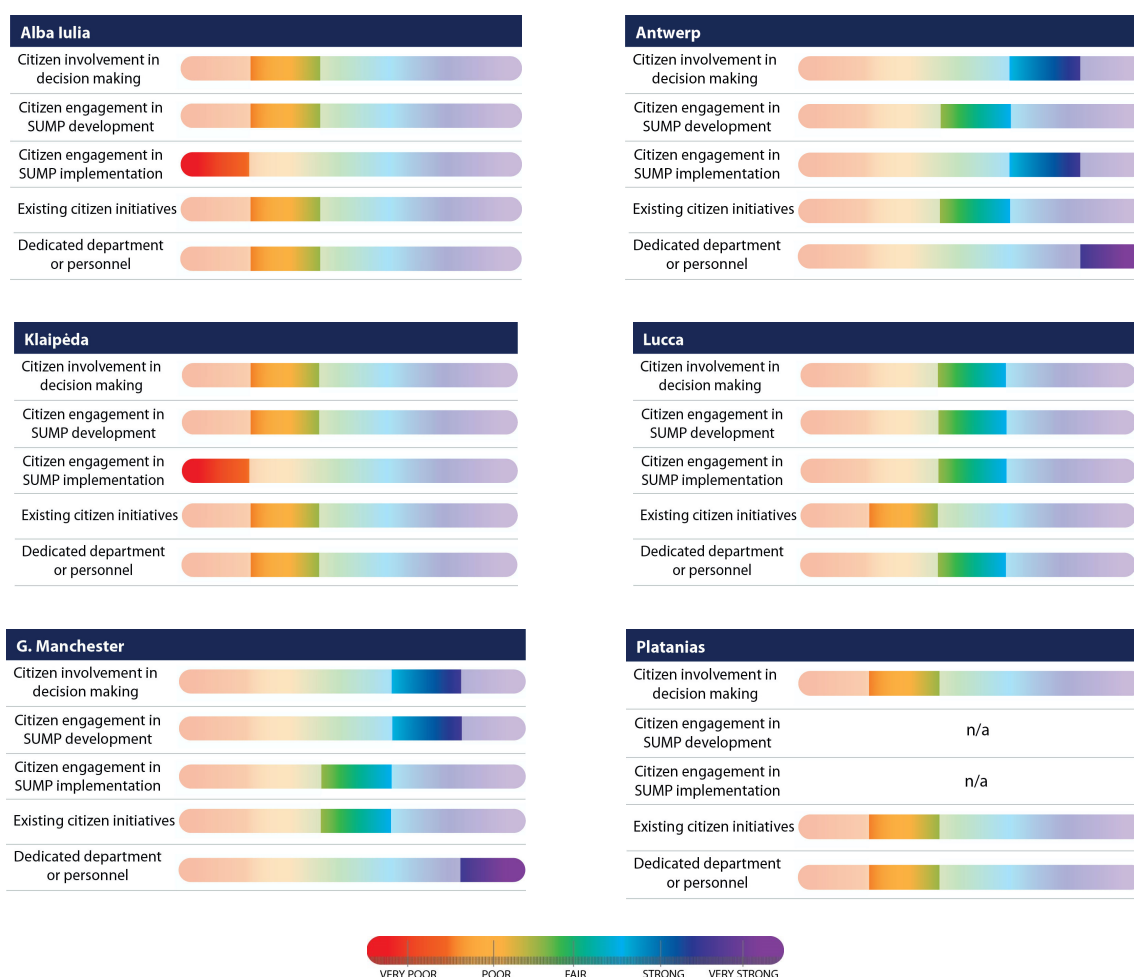 Alba Iulia
Citizen involvement in
decision making
Citizen engagement in
SUMP development
Citizen engagement in
SUMP implementation
Existing citizen initiatives
Dedicated department
or personnel
Antwerp
Citizen involvement in
decision making
Citizen engagement in
SUMP development
Citizen engagement in
SUMP implementation
Existing citizen initiatives
Dedicated department
or personnel
Klaipėda
Citizen involvement in
decision making
Citizen engagement in
SUMP development
Citizen engagement in
SUMP implementation
Existing citizen initiatives
Dedicated department
or personnel
Lucca
Citizen involvement in
decision making
Citizen engagement in
SUMP development
Citizen engagement in
SUMP implementation
Existing citizen initiatives
Dedicated department
or personnel
G. Manchester
Citizen involvement in
decision making
Citizen engagement in
SUMP development
Citizen engagement in
SUMP implementation
Existing citizen initiatives
Dedicated department
or personnel
Platanias
Citizen involvement in
decision making
Citizen engagement in
SUMP development
n/a
Citizen engagement in
SUMP implementation
n/a
Existing citizen initiatives
Dedicated department
or personnel
VERY POOR POOR FAIR STRONG VERY STRONG